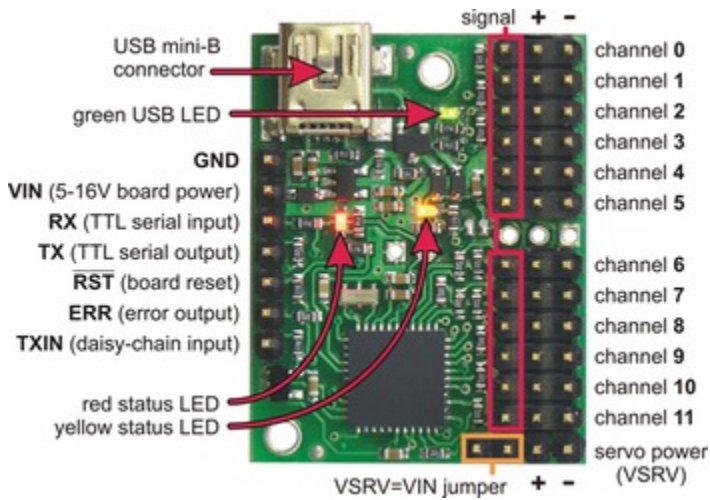 signal + -
USB mini-B
connector
green USB LED
GND
VIN (5-16V board power)
RX (TTL serial input)
TX (TTL serial output)
RST (board reset)
ERR (error output)
TXIN (daisy-chain input)
red status LED
yellow status LED
channel 0
channel 1
channel 2
channel 3
channel 4
channel 5
channel 6
channel 7
channel 8
channel 9
channel 10
channel 11
servo power
(VSRV)
VSRV=VIN jumper + -